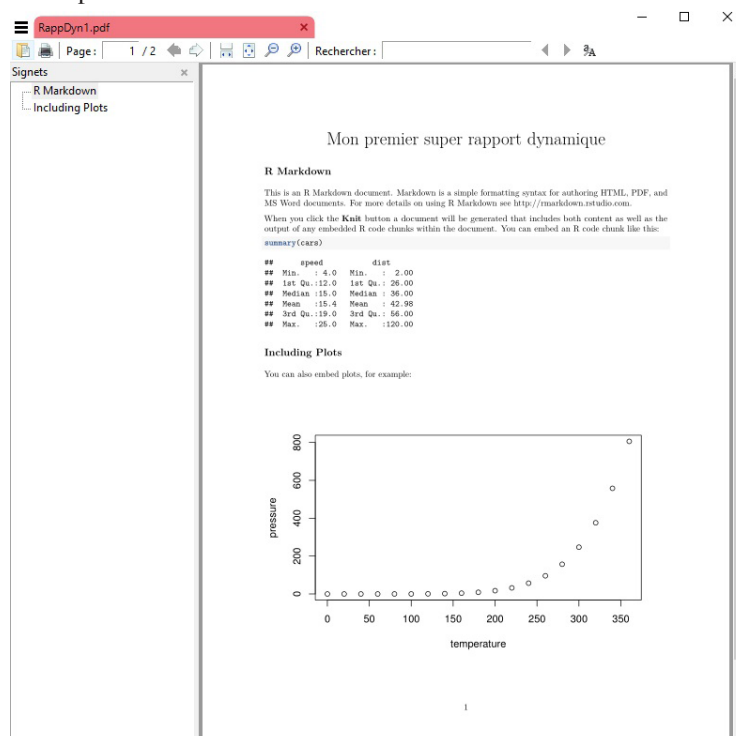 RappDyn1.pdf
Page: 1 / 2 Rechercher:
Signets
R Markdown
Including Plots
Mon premier super rapport dynamique
R Markdown
This is an R Markdown document. Markdown is a simple formatting syntax for authoring HTML, PDF, and
MS Word documents. For more details on using R Markdown see http://rmarkdown.rstudio.com.
When you click the Knit button a document will be generated that includes both content as well as the
output of any embedded R code chunks within the document. You can embed an R code chunk like this:
summary(cars)
## speed dist
## Min. : 4.0 Min. : 2.00
## 1st Qu.:12.0 1st Qu.: 26.00
## Median :15.0 Median : 36.00
## Mean :15.4 Mean : 42.98
## 3rd Qu.:19.0 3rd Qu.: 56.00
## Max. :25.0 Max. :120.00
Including Plots
You can also embed plots, for example:
800
600
400
200
0
pressure
0 50 100 150 200 250 300 350
temperature
1